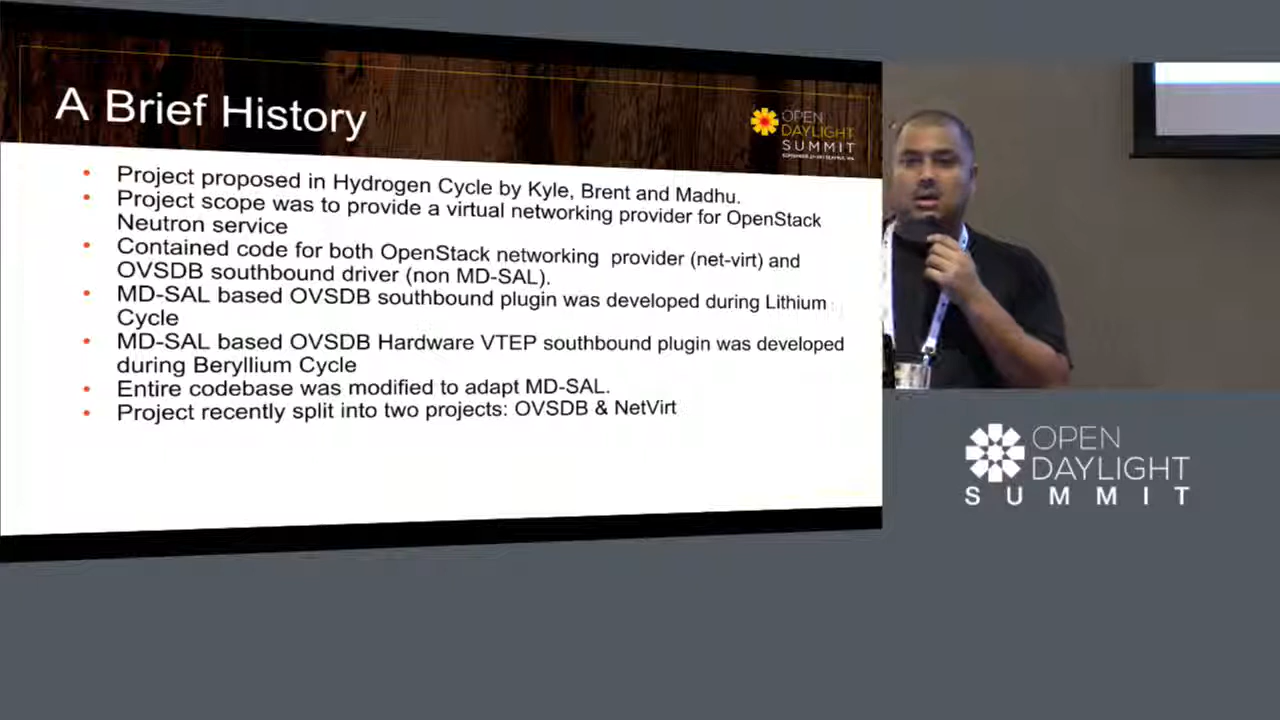 A Brief History
OPEN
DAYLIGHT
SUMMIT
• Project proposed in Hydrogen Cycle by Kyle, Brent and Madhu.
• Project scope was to provide a virtual networking provider for OpenStack
Neutron service
• Contained code for both OpenStack networking provider (net-virt) and
OVSDB southbound driver (non MD-SAL).
• MD-SAL based OVSDB southbound plugin was developed during Lithium
Cycle
• MD-SAL based OVSDB Hardware VTEP southbound plugin was developed
during Beryllium Cycle
• Entire codebase was modified to adapt MD-SAL.
• Project recently split into two projects: OVSDB & NetVirt
OPEN
DAYLIGHT
SUMMIT